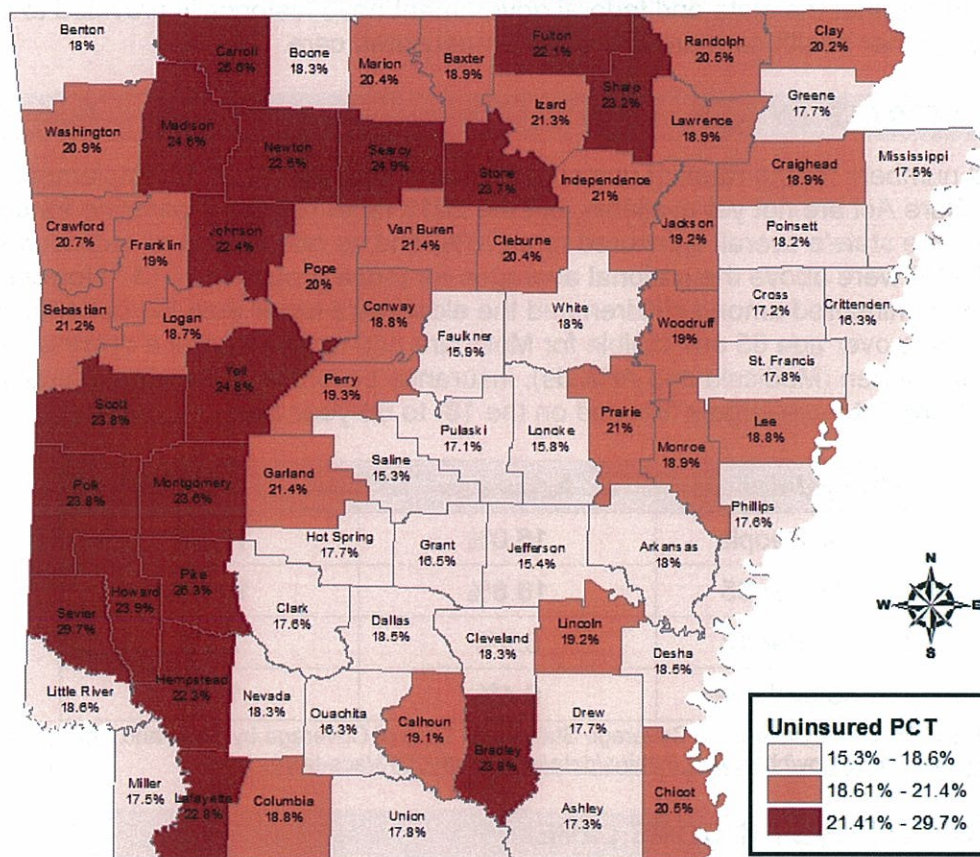 Benton
18%
Carroll
26.6%
Boone
18.3%
Marion
20.4%
Baxter
18.9%
Fulton
22.1%
Randolph
20.5%
Clay
20.2%
Sharp
23.2%
Greene
17.7%
Izard
21.3%
Lawrence
18.9%
Washington
20.9%
Madison
24.6%
Newton
22.5%
Searcy
24.9%
Stone
23.7%
Independence
21%
Craighead
18.9%
Mississippi
17.5%
Crawford
20.7%
Franklin
19%
Johnson
22.4%
Van Buren
21.4%
Cleburne
20.4%
Jackson
19.2%
Poinsett
18.2%
Pope
20%
Sebastian
21.2%
Logan
18.7%
Conway
18.8%
Faulkner
15.9%
White
18%
Woodruff
19%
Cross
17.2%
Crittenden
16.3%
St. Francis
17.8%
Yell
24.8%
Perry
19.3%
Scott
23.8%
Pulaski
17.1%
Lonoke
15.8%
Prairie
21%
Lee
18.8%
Monroe
18.9%
Saline
15.3%
Garland
21.4%
Polk
23.8%
Montgomery
23.6%
Phillips
17.6%
Hot Spring
17.7%
Grant
16.5%
Jefferson
15.4%
Arkansas
18%
Pike
26.3%
Howard
23.9%
Sevier
29.7%
Clark
17.6%
Dallas
18.5%
Cleveland
18.3%
Lincoln
19.2%
Desha
18.5%
N
W E
S
Hempstead
22.3%
Little River
18.6%
Nevada
18.3%
Ouachita
16.3%
Calhoun
19.1%
Bradley
23.8%
Drew
17.7%
Miller
17.5%
Lafayette
22.8%
Columbia
18.8%
Union
17.8%
Ashley
17.3%
Chicot
20.5%
Uninsured PCT
15.3% - 18.6%
18.61% - 21.4%
21.41% - 29.7%